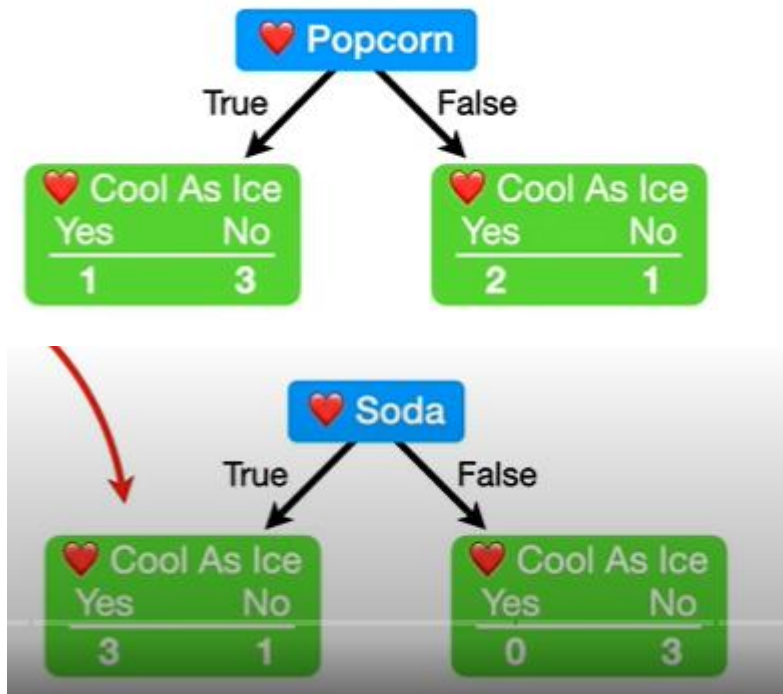 ❤️ Popcorn
True False
❤️ Cool As Ice ❤️ Cool As Ice
Yes No Yes No
1 3 2 1
❤️ Soda
True False
❤️ Cool As Ice ❤️ Cool As Ice
Yes No Yes No
3 1 0 3